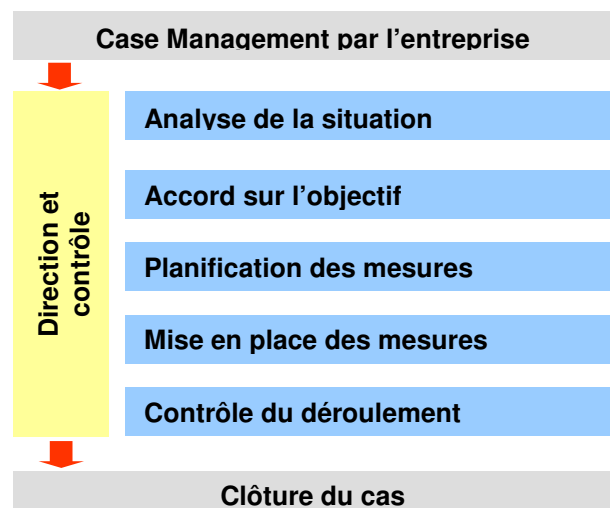 Case Management par l'entreprise
Direction et
contrôle
Analyse de la situation
Accord sur l'objectif
Planification des mesures
Mise en place des mesures
Contrôle du déroulement
Clôture du cas